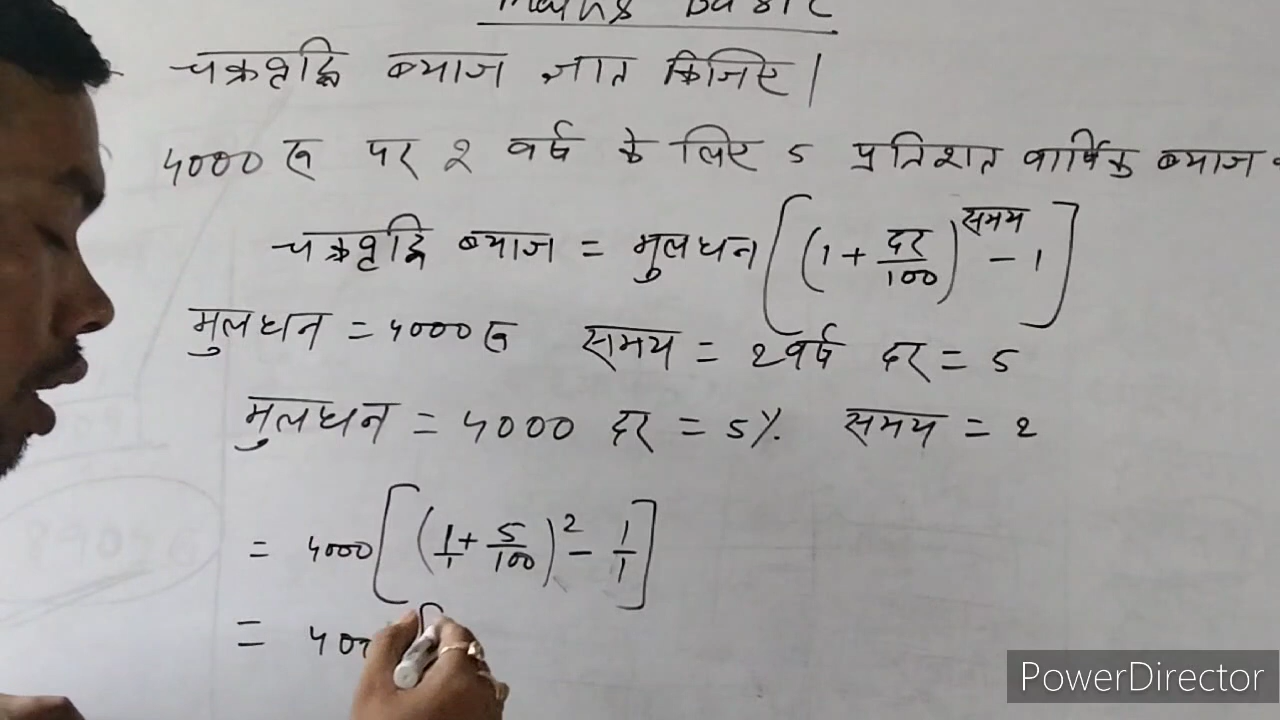 Maths Basic
चक्रवृद्धि ब्याज ज्ञात किजिए|
4000 रु पर 2 वर्ष के लिए 5 प्रतिशत वार्षिक ब्याज
चक्रवृद्धि ब्याज = मुलधन [(1 + दर/100)^समय - 1]
मुलधन = 4000 रु समय = 2 वर्ष दर = 5
मुलधन = 4000 दर = 5% समय = 2
= 4000 [(1/1 + 5/100)^2 - 1/1]
= 40
PowerDirector